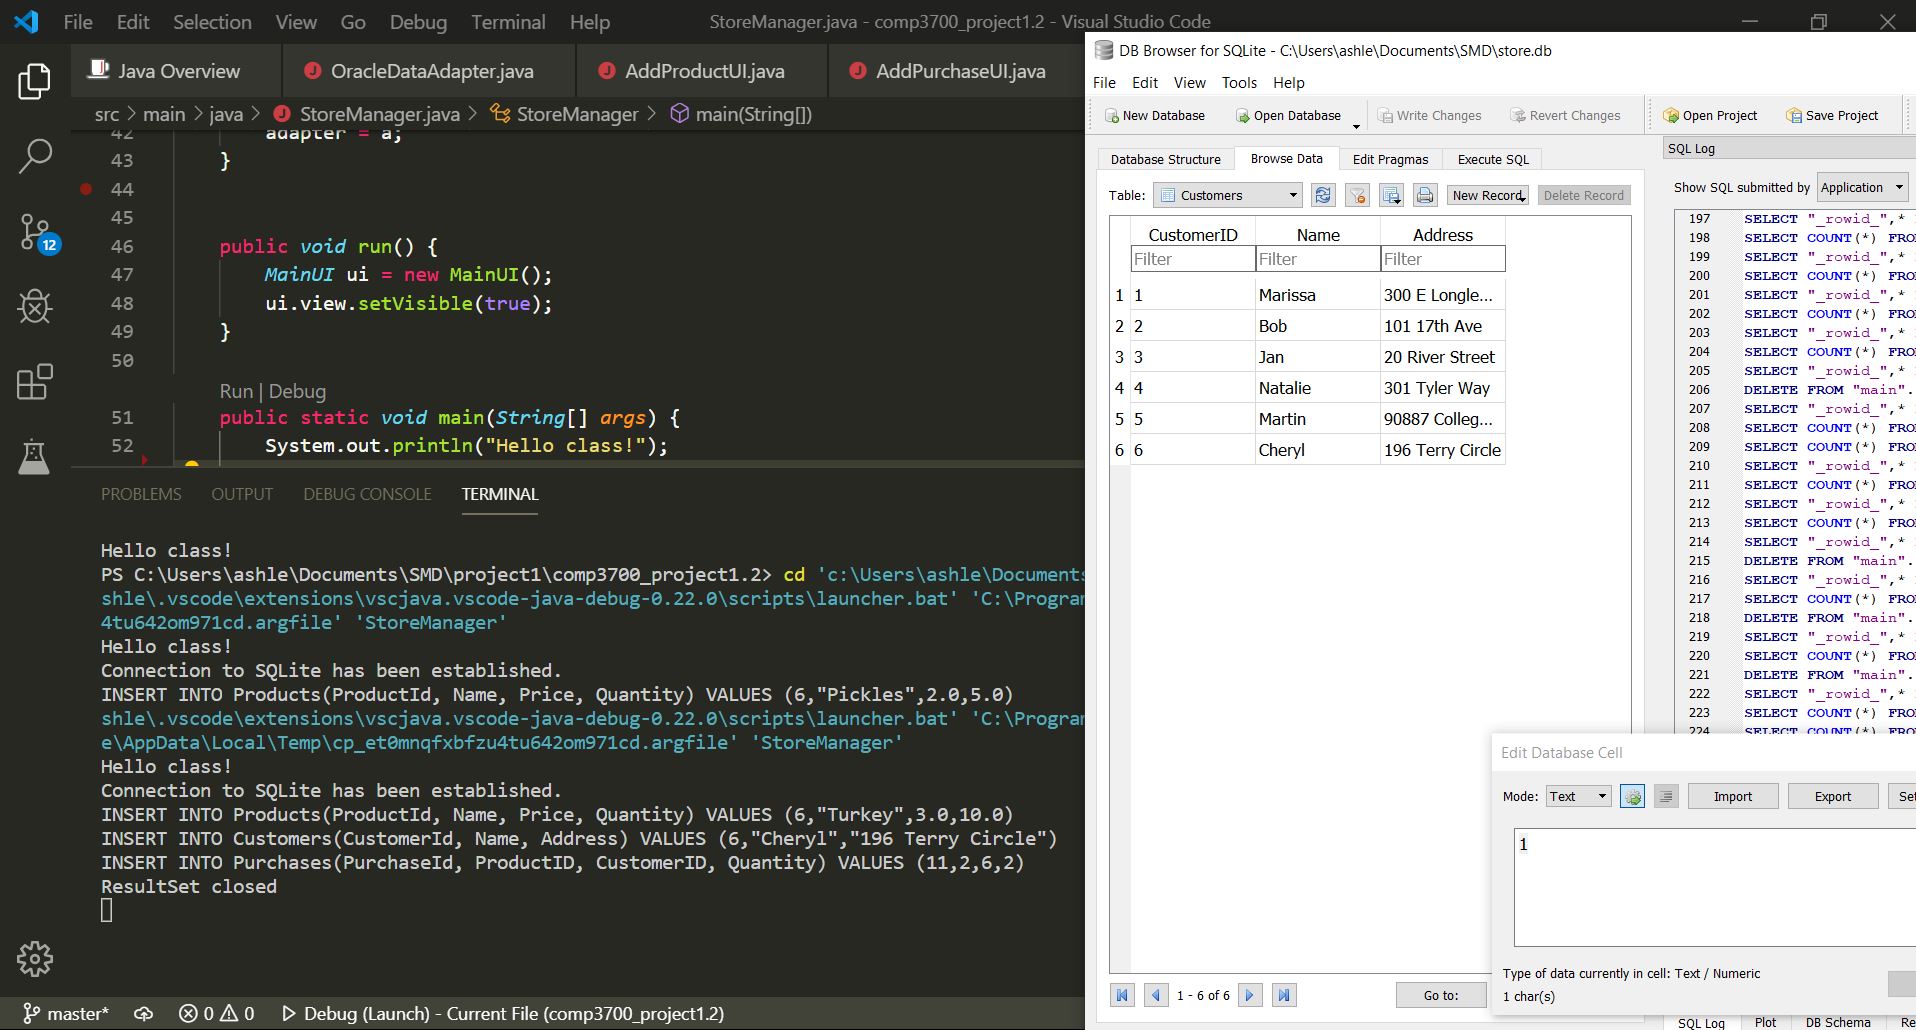 File Edit Selection View Go Debug Terminal Help
StoreManager.java - comp3700_project1.2 - Visual Studio Code
Java Overview
OracleDataAdapter.java
AddProductUI.java
AddPurchaseUI.java
src > main > java > StoreManager.java > StoreManager > main(String[])
42 adapter = a;
43 }
44
45
46 public void run() {
47 MainUI ui = new MainUI();
48 ui.view.setVisible(true);
49 }
50
Run | Debug
51 public static void main(String[] args) {
52 System.out.println("Hello class!");
12
PROBLEMS OUTPUT DEBUG CONSOLE TERMINAL
Hello class!
PS C:\Users\ashle\Documents\SMD\project1\comp3700_project1.2> cd 'c:\Users\ashle\Documents
shle\.vscode\extensions\vscjava.vscode-java-debug-0.22.0\scripts\launcher.bat' 'C:\Program
4tu642om971cd.argfile' 'StoreManager'
Hello class!
Connection to SQLite has been established.
INSERT INTO Products(ProductId, Name, Price, Quantity) VALUES (6,"Pickles",2.0,5.0)
shle\.vscode\extensions\vscjava.vscode-java-debug-0.22.0\scripts\launcher.bat' 'C:\Program
e\AppData\Local\Temp\cp_et0mnqfxbfzu4tu642om971cd.argfile' 'StoreManager'
Hello class!
Connection to SQLite has been established.
INSERT INTO Products(ProductId, Name, Price, Quantity) VALUES (6,"Turkey",3.0,10.0)
INSERT INTO Customers(CustomerId, Name, Address) VALUES (6,"Cheryl","196 Terry Circle")
INSERT INTO Purchases(PurchaseId, ProductID, CustomerID, Quantity) VALUES (11,2,6,2)
ResultSet closed
master* 0 0 Debug (Launch) - Current File (comp3700_project1.2)
DB Browser for SQLite - C:\Users\ashle\Documents\SMD\store.db
File Edit View Tools Help
New Database Open Database Write Changes Revert Changes Open Project Save Project
Database Structure Browse Data Edit Pragmas Execute SQL
Table: Customers New Record Delete Record
CustomerID Name Address
Filter Filter Filter
1 1 Marissa 300 E Longle...
2 2 Bob 101 17th Ave
3 3 Jan 20 River Street
4 4 Natalie 301 Tyler Way
5 5 Martin 90887 Colleg...
6 6 Cheryl 196 Terry Circle
1 - 6 of 6 Go to:
SQL Log
Show SQL submitted by Application
197 SELECT "_rowid_",*
198 SELECT COUNT(*) FRO
199 SELECT "_rowid_",*
200 SELECT COUNT(*) FRO
201 SELECT "_rowid_",*
202 SELECT COUNT(*) FRO
203 SELECT "_rowid_",*
204 SELECT COUNT(*) FRO
205 SELECT "_rowid_",*
206 DELETE FROM "main".
207 SELECT "_rowid_",*
208 SELECT COUNT(*) FRO
209 SELECT COUNT(*) FRO
210 SELECT "_rowid_",*
211 SELECT COUNT(*) FRO
212 SELECT "_rowid_",*
213 SELECT COUNT(*) FRO
214 SELECT "_rowid_",*
215 DELETE FROM "main".
216 SELECT "_rowid_",*
217 SELECT COUNT(*) FRO
218 DELETE FROM "main".
219 SELECT "_rowid_",*
220 SELECT COUNT(*) FRO
221 DELETE FROM "main".
222 SELECT "_rowid_",*
223 SELECT COUNT(*) FRO
224 SELECT COUNT(*) FRO
Edit Database Cell
Mode: Text Import Export Set
1
Type of data currently in cell: Text / Numeric
1 char(s)
SQL Log Plot DB Schema Re